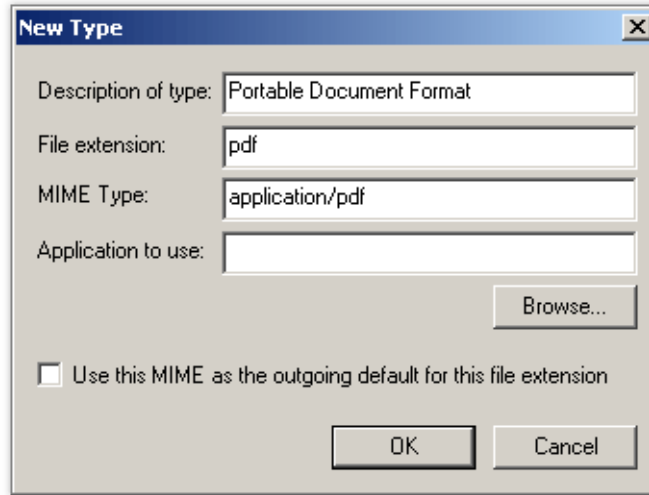 New Type
Description of type: Portable Document Format
File extension: pdf
MIME Type: application/pdf
Application to use:
Browse...
Use this MIME as the outgoing default for this file extension
OK Cancel